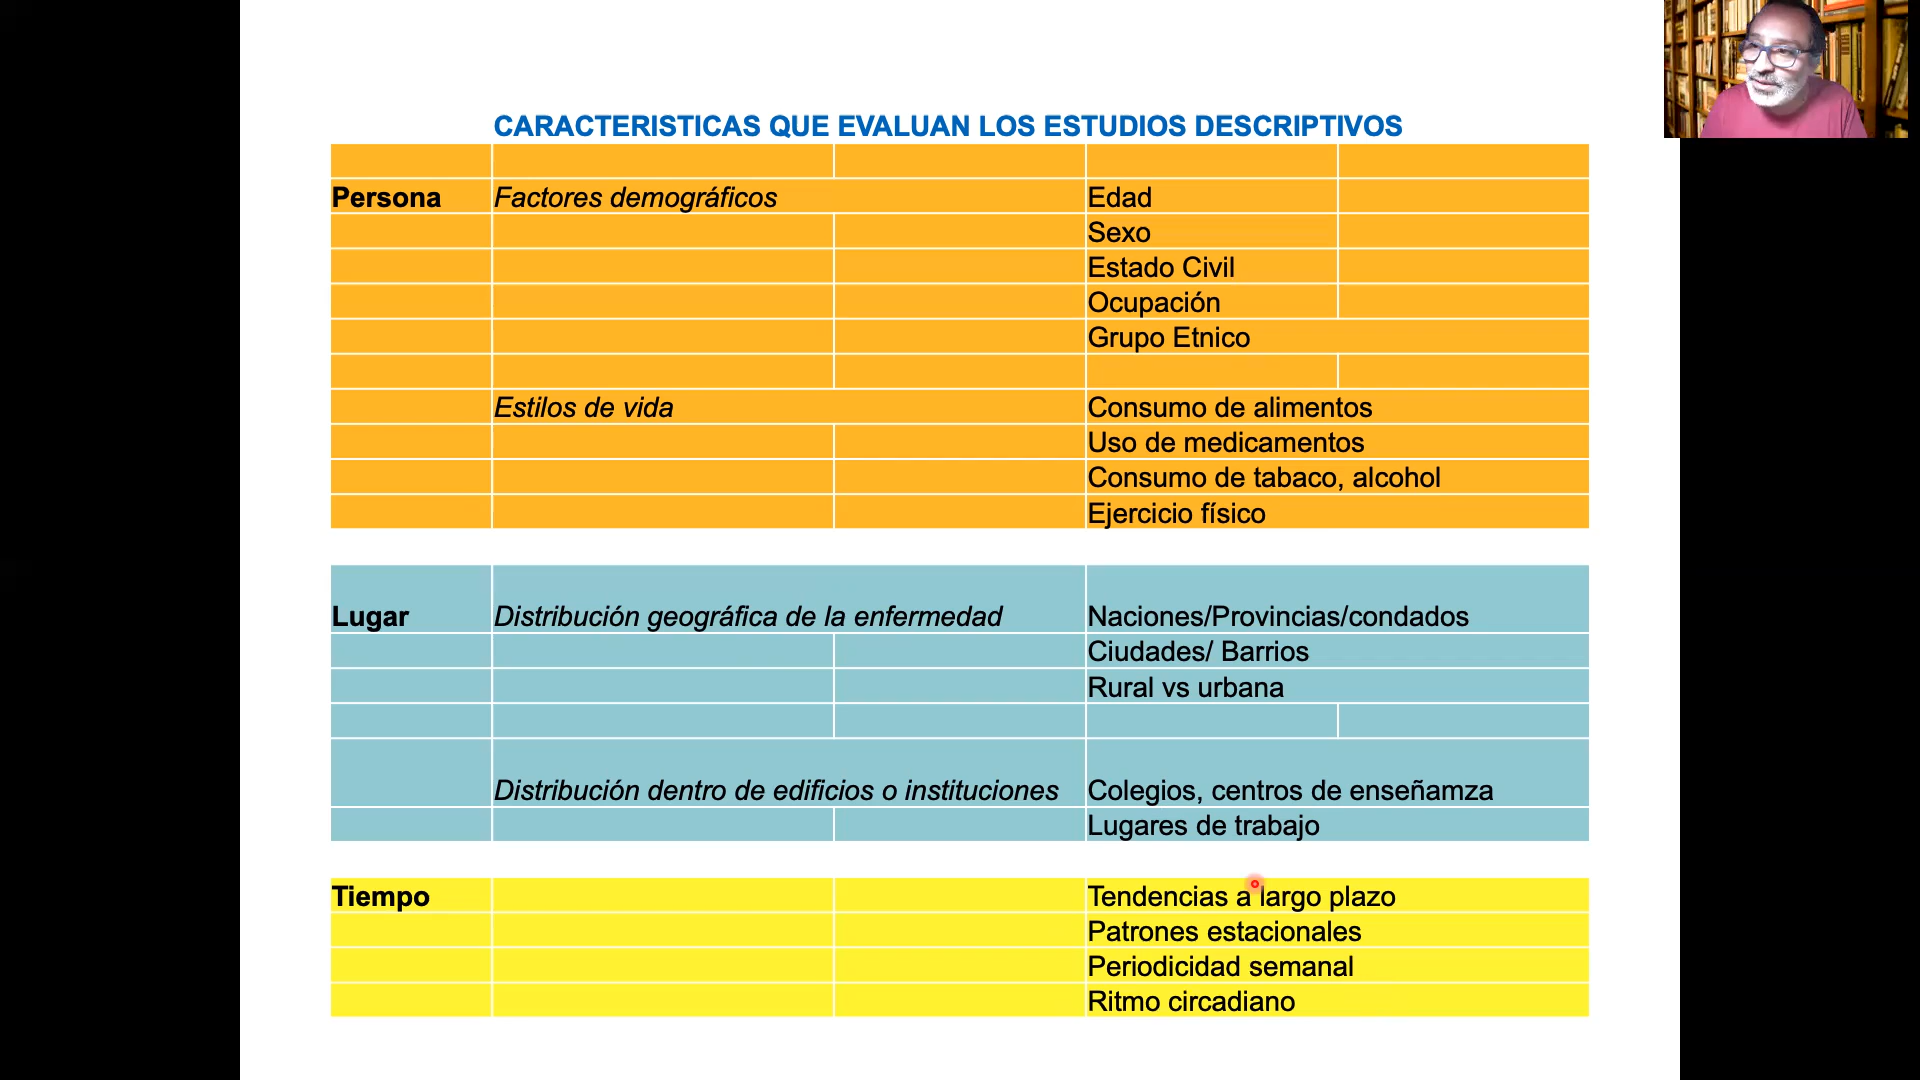 CARACTERISTICAS QUE EVALUAN LOS ESTUDIOS DESCRIPTIVOS
Persona Factores demográficos Edad
Sexo
Estado Civil
Ocupación
Grupo Etnico
Estilos de vida Consumo de alimentos
Uso de medicamentos
Consumo de tabaco, alcohol
Ejercicio físico
Lugar Distribución geográfica de la enfermedad Naciones/Provincias/condados
Ciudades/ Barrios
Rural vs urbana
Distribución dentro de edificios o instituciones Colegios, centros de enseñamza
Lugares de trabajo
Tiempo Tendencias a largo plazo
Patrones estacionales
Periodicidad semanal
Ritmo circadiano